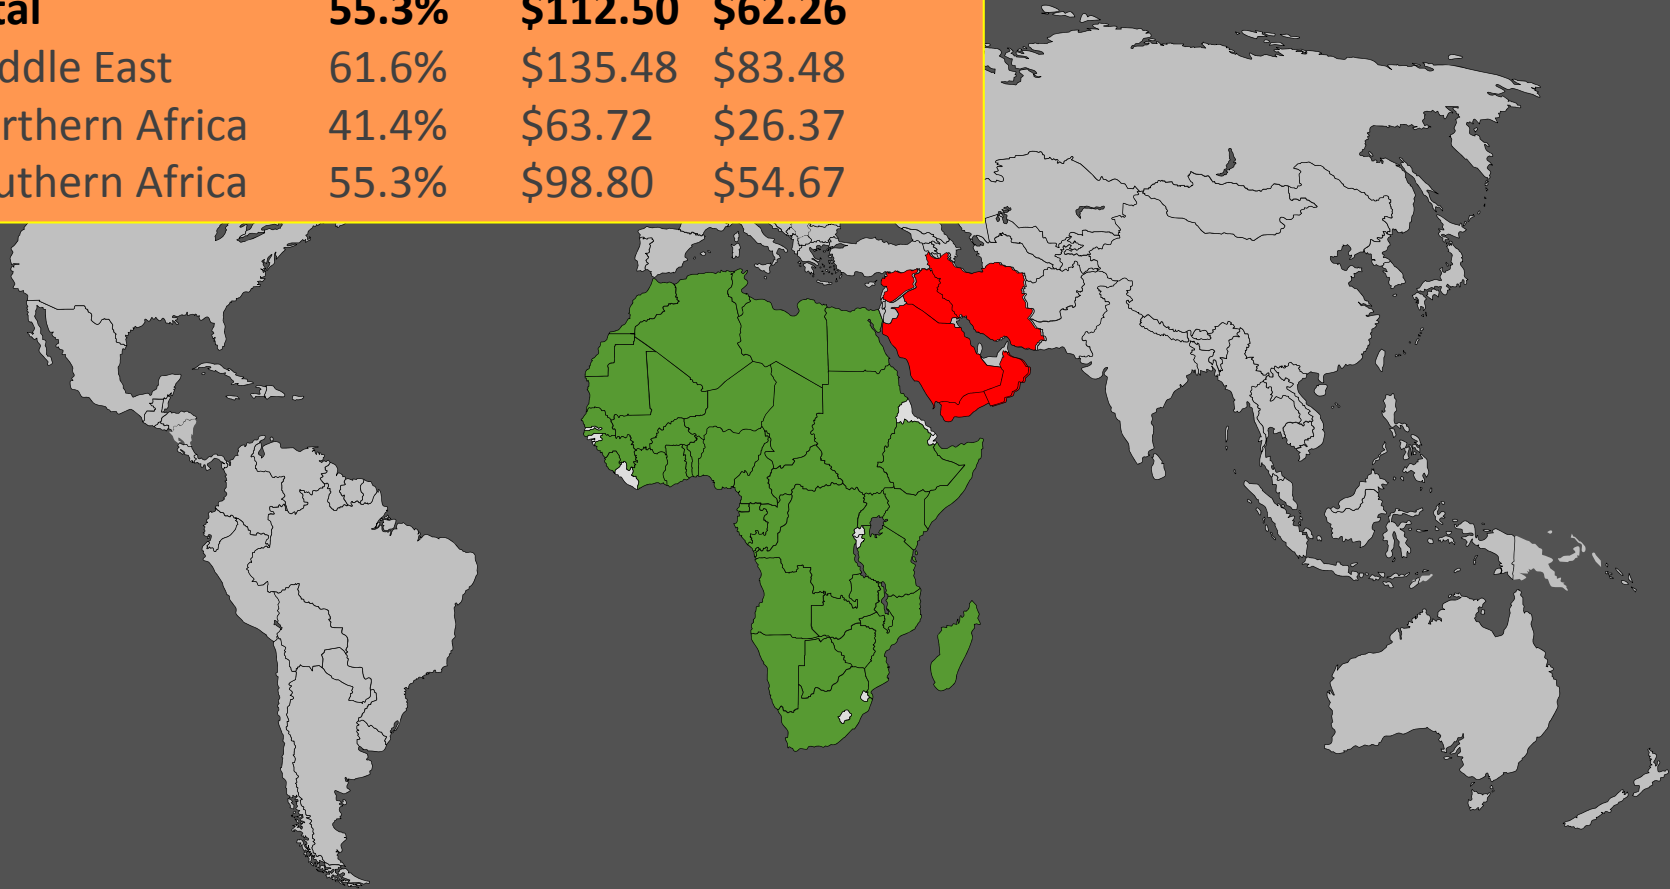 tal 55.3% $112.50 $62.26
ddle East 61.6% $135.48 $83.48
rthern Africa 41.4% $63.72 $26.37
uthern Africa 55.3% $98.80 $54.67